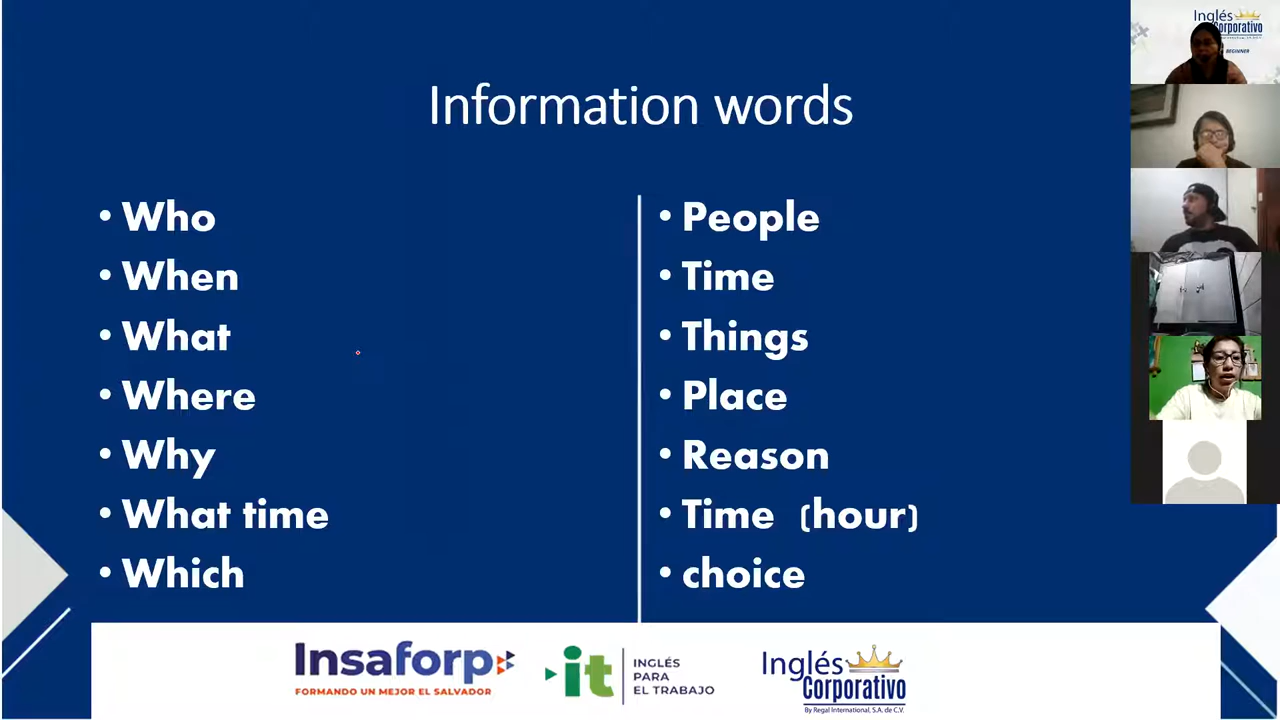 Information words
• Who
• When
• What
• Where
• Why
• What time
• Which
• People
• Time
• Things
• Place
• Reason
• Time (hour)
• choice
Insaforp
FORMANDO UN MEJOR EL SALVADOR
it
INGLÉS
PARA
EL TRABAJO
Inglés
Corporativo
By Regal International, S.A. de C.V.
Inglés
Corporativo
BEGINNER